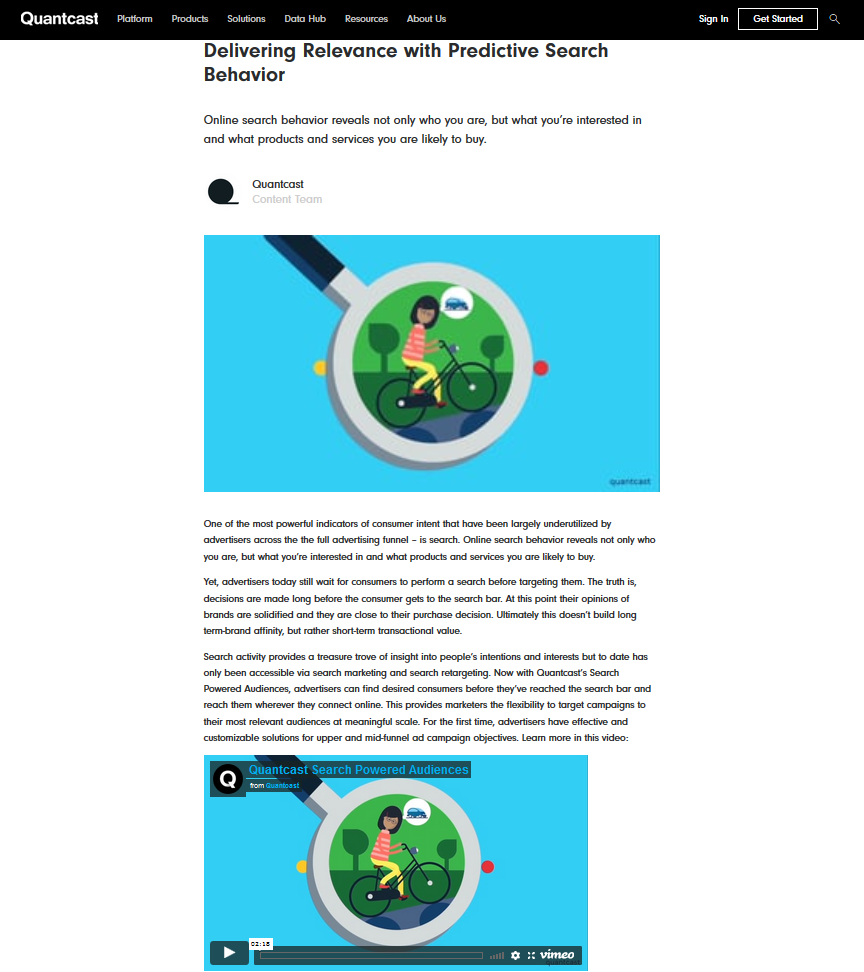 Quantcast Platform Products Solutions Data Hub Resources About Us Sign In Get Started
Delivering Relevance with Predictive Search
Behavior
Online search behavior reveals not only who you are, but what you're interested in
and what products and services you are likely to buy.
Quantcast
Content Team
quantcast
One of the most powerful indicators of consumer intent that have been largely underutilized by
advertisers across the the full advertising funnel – is search. Online search behavior reveals not only who
you are, but what you're interested in and what products and services you are likely to buy.
Yet, advertisers today still wait for consumers to perform a search before targeting them. The truth is,
decisions are made long before the consumer gets to the search bar. At this point their opinions of
brands are solidified and they are close to their purchase decision. Ultimately this doesn't build long
term-brand affinity, but rather short-term transactional value.
Search activity provides a treasure trove of insight into people's intentions and interests but to date has
only been accessible via search marketing and search retargeting. Now with Quantcast's Search
Powered Audiences, advertisers can find desired consumers before they've reached the search bar and
reach them wherever they connect online. This provides marketers the flexibility to target campaigns to
their most relevant audiences at meaningful scale. For the first time, advertisers have effective and
customizable solutions for upper and mid-funnel ad campaign objectives. Learn more in this video:
Quantcast Search Powered Audiences
from Quantcast
02:18
vimeo